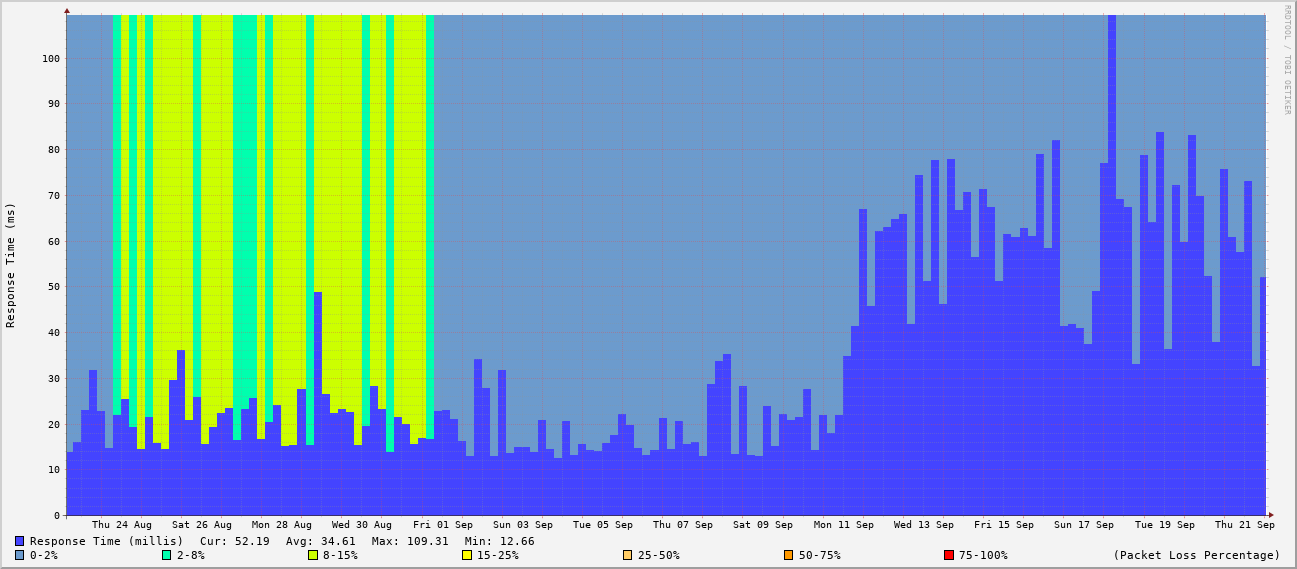 RRDTOOL / TOBI OETIKER
Response Time (ms)
100
90
80
70
60
50
40
30
20
10
0
Thu 24 Aug Sat 26 Aug Mon 28 Aug Wed 30 Aug Fri 01 Sep Sun 03 Sep Tue 05 Sep Thu 07 Sep Sat 09 Sep Mon 11 Sep Wed 13 Sep Fri 15 Sep Sun 17 Sep Tue 19 Sep Thu 21 Sep
Response Time (millis) Cur: 52.19 Avg: 34.61 Max: 109.31 Min: 12.66
0-2% 2-8% 8-15% 15-25% 25-50% 50-75% 75-100% (Packet Loss Percentage)